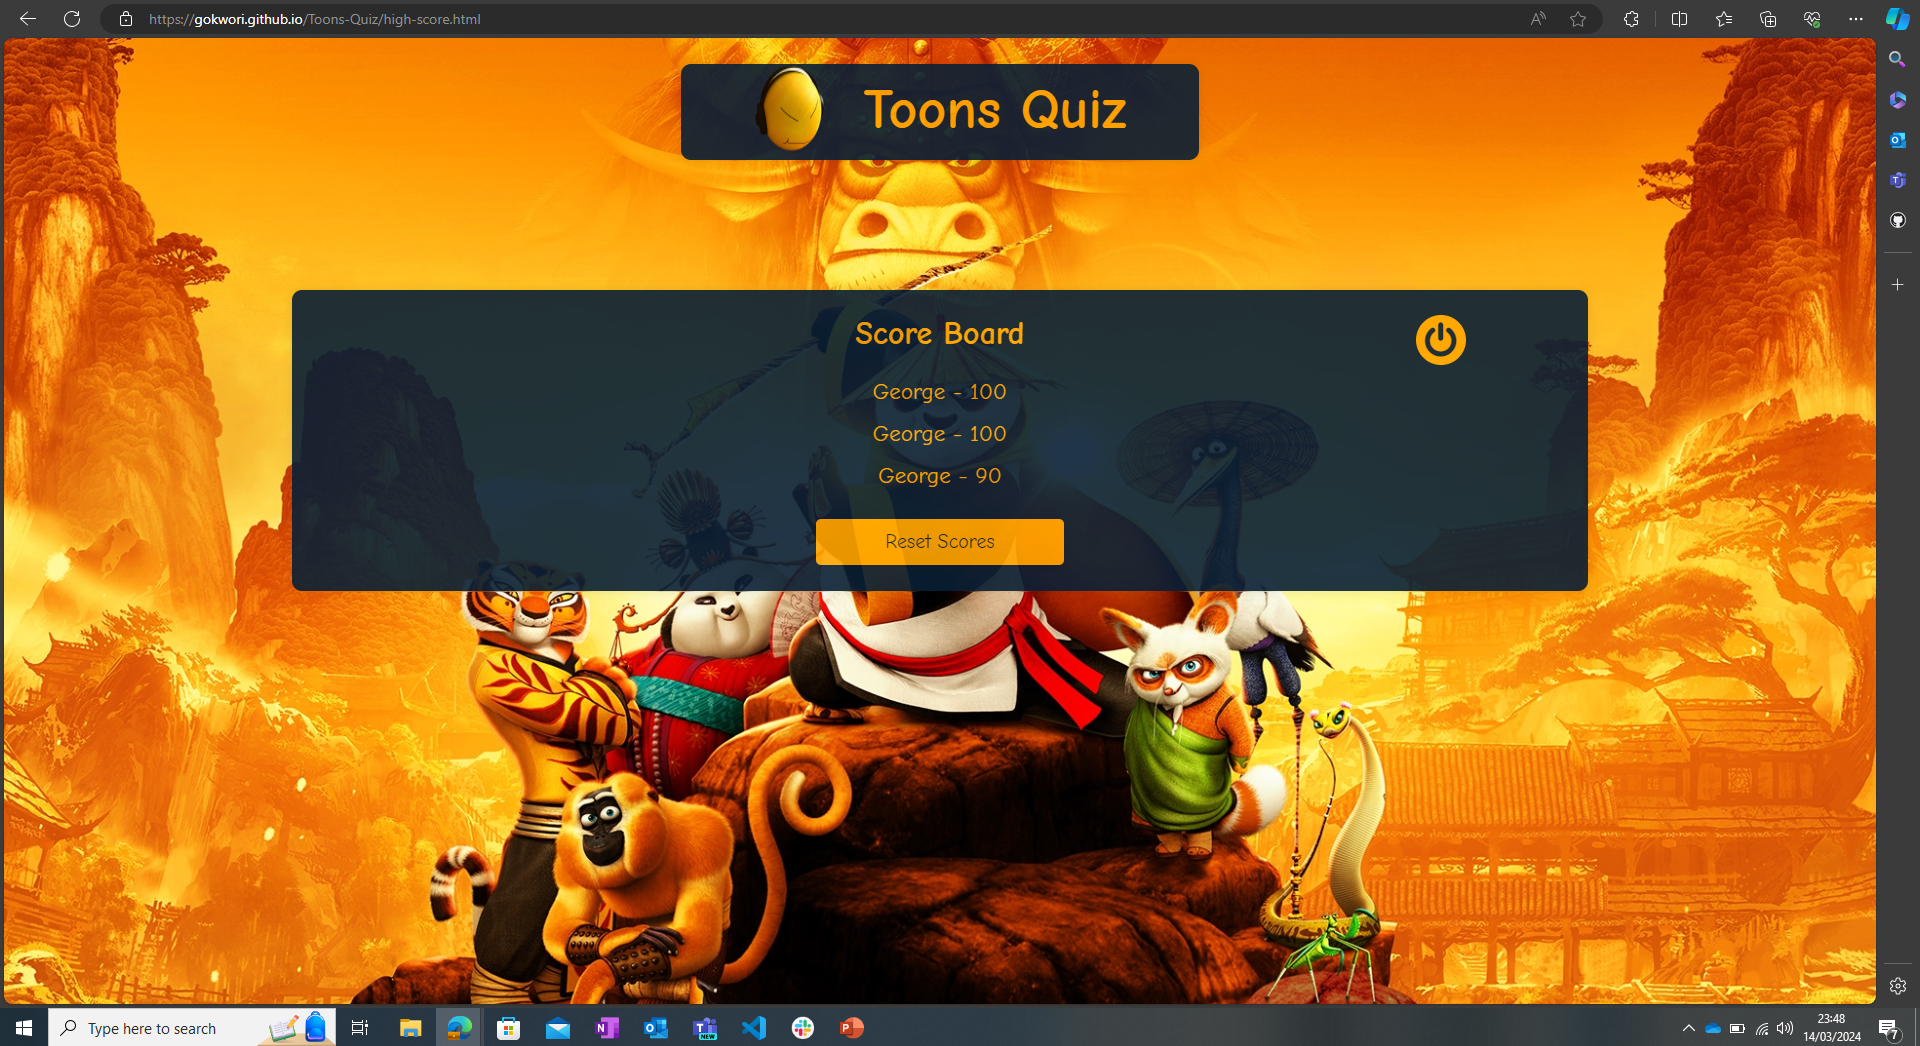 https://gokwori.github.io/Toons-Quiz/high-score.html
Toons Quiz
Score Board
George - 100
George - 100
George - 90
Reset Scores
Type here to search
23:48
14/03/2024
7